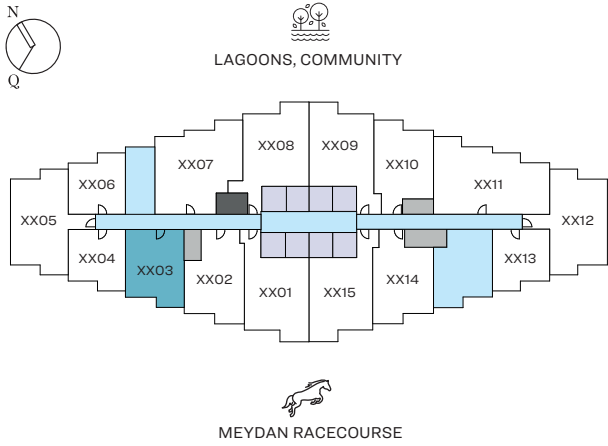 N
Q
LAGOONS, COMMUNITY
XX08
XX09
XX07
XX10
XX06
XX11
XX05
XX12
XX04
XX03
XX02
XX01
XX15
XX14
XX13
MEYDAN RACECOURSE